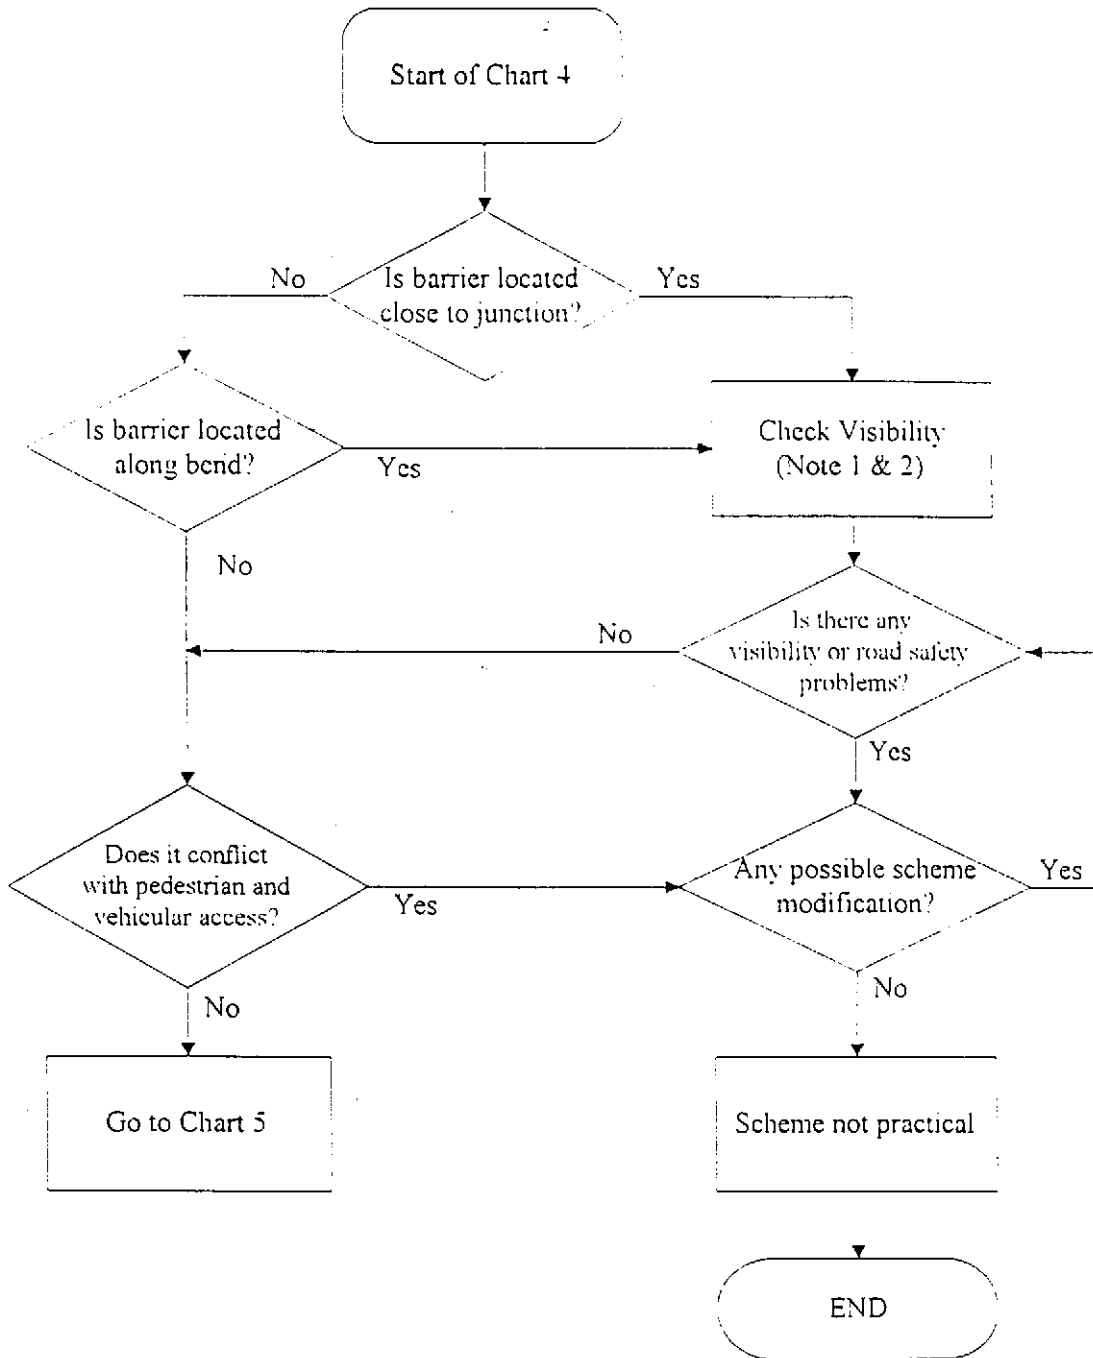 Start of Chart 4
No
Is barrier located
close to junction?
Yes
Is barrier located
along bend?
Yes
Check Visibility
(Note 1 & 2)
No
No
Is there any
visibility or road safety
problems?
Yes
Does it conflict
with pedestrian and
vehicular access?
Yes
Any possible scheme
modification?
Yes
No
No
Go to Chart 5
Scheme not practical
END